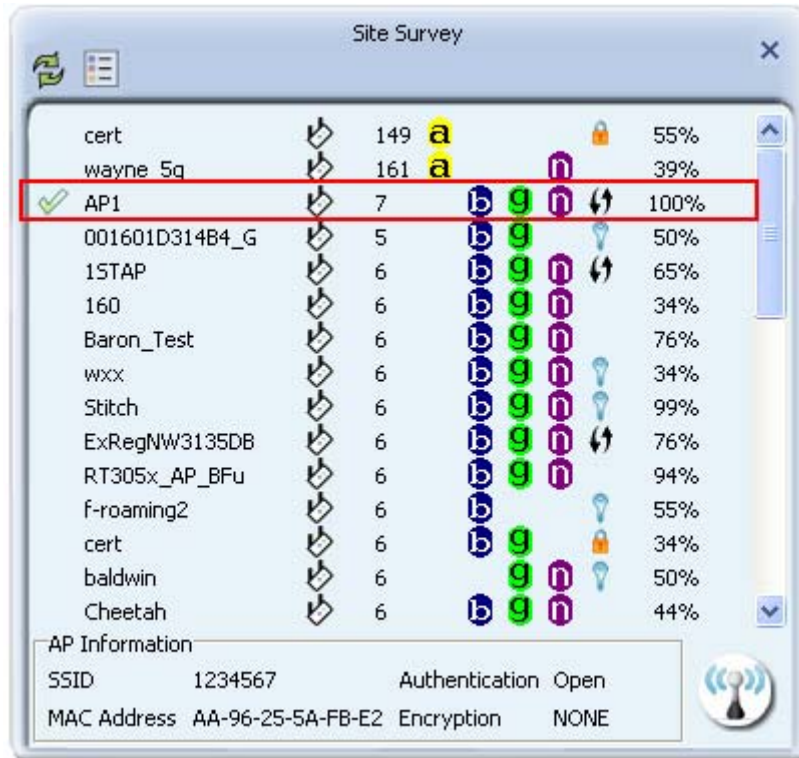 Site Survey
cert 149 a 55%
wayne_5g 161 a n 39%
AP1 7 b g n 100%
001601D314B4_G 5 b g 50%
1STAP 6 b g n 65%
160 6 b g n 34%
Baron_Test 6 b g n 76%
wxx 6 b g n 34%
Stitch 6 b g n 99%
ExRegNW3135DB 6 b g n 76%
RT305x_AP_BFu 6 b g n 94%
f-roaming2 6 b 55%
cert 6 b g 34%
baldwin 6 g n 50%
Cheetah 6 b g n 44%
AP Information
SSID 1234567 Authentication Open
MAC Address AA-96-25-5A-FB-E2 Encryption NONE